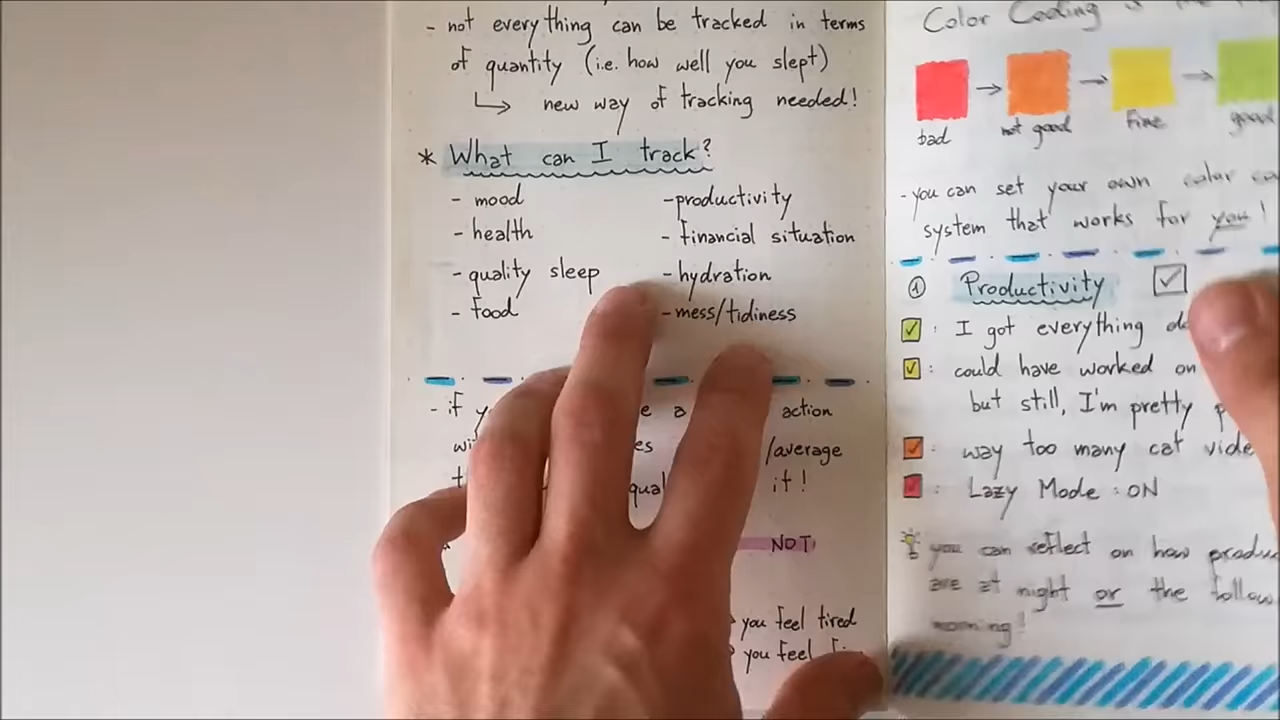 - not everything can be tracked in terms
of quantity (i.e. how well you slept)
new way of tracking needed!
* What can I track?
- mood
- health
- quality sleep
- food
- productivity
- financial situation
- hydration
- mess/tidiness
- if
action
/average
it!
NOT
you feel tired
you feel
Color Coding is the
bad
not good
fine
good
- you can set your own color
system that works for you!
① Productivity
: I got everything
: could have worked on
but still, I'm pretty
: way too many cat
: Lazy Mode : ON
you can reflect on how
are at night or the
morning!